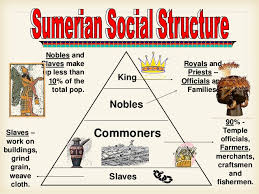 Sumerian Social Structure
Nobles and
Slaves make
up less than
10% of the
total pop.
King
Royals and
Priests –
Officials and
Families.
Nobles
Commoners
Slaves –
work on
buildings,
grind
grain,
weave
cloth.
90% -
Temple
officials,
Farmers,
merchants,
craftsmen
and fishermen
Slaves